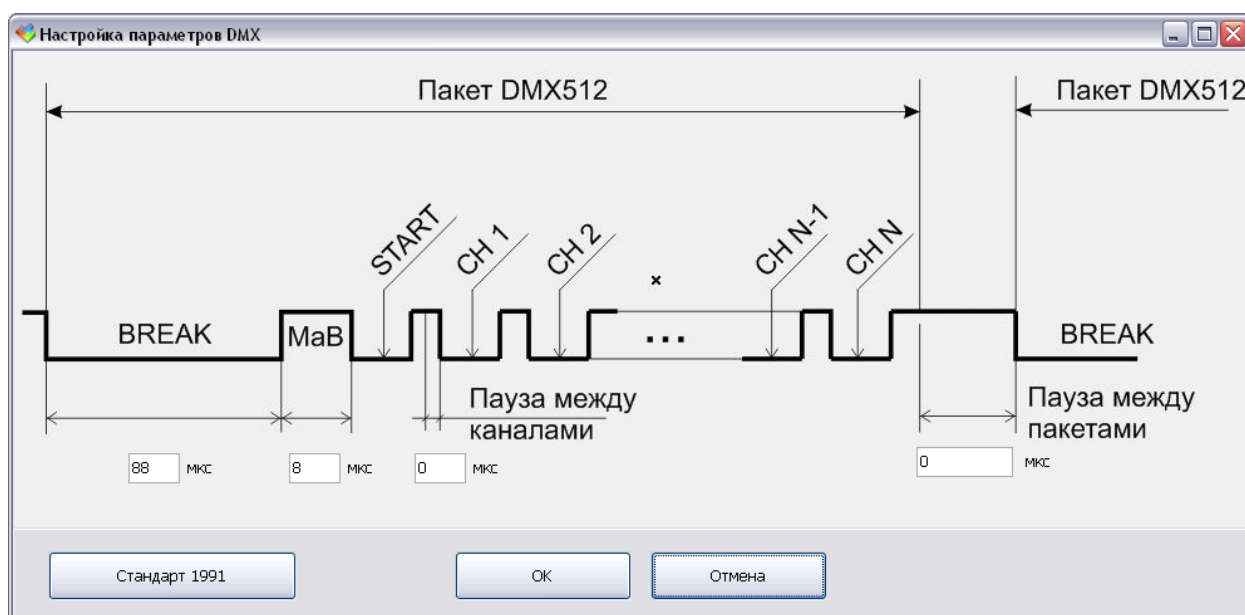 Настройка параметров DMX
Пакет DMX512
Пакет DMX512
START
CH 1
CH 2
CH N-1
CH N
BREAK
MaB
...
BREAK
Пауза между
каналами
Пауза между
пакетами
88 мкс
8 мкс
0 мкс
0 мкс
Стандарт 1991
OK
Отмена